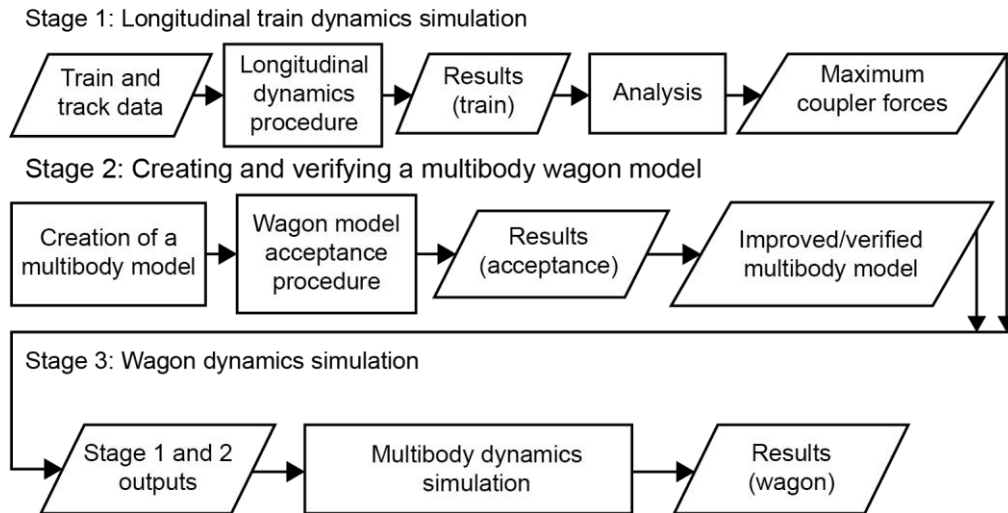 Stage 1: Longitudinal train dynamics simulation
Train and
track data
Longitudinal
dynamics
procedure
Results
(train)
Analysis
Maximum
coupler forces
Stage 2: Creating and verifying a multibody wagon model
Creation of a
multibody model
Wagon model
acceptance
procedure
Results
(acceptance)
Improved/verified
multibody model
Stage 3: Wagon dynamics simulation
Stage 1 and 2
outputs
Multibody dynamics
simulation
Results
(wagon)